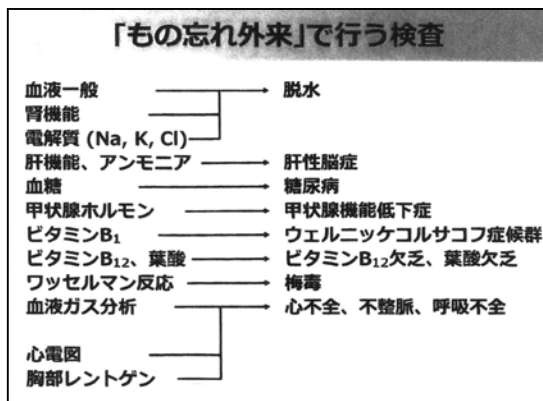 「もの忘れ外来」で行う検査
血液一般 脱水
腎機能
電解質 (Na, K, Cl)
肝機能、アンモニア 肝性脳症
血糖 糖尿病
甲状腺ホルモン 甲状腺機能低下症
ビタミンB₁ ウェルニッケコルサコフ症候群
ビタミンB₁₂、葉酸 ビタミンB₁₂欠乏、葉酸欠乏
ワッセルマン反応 梅毒
血液ガス分析 心不全、不整脈、呼吸不全
心電図
胸部レントゲン